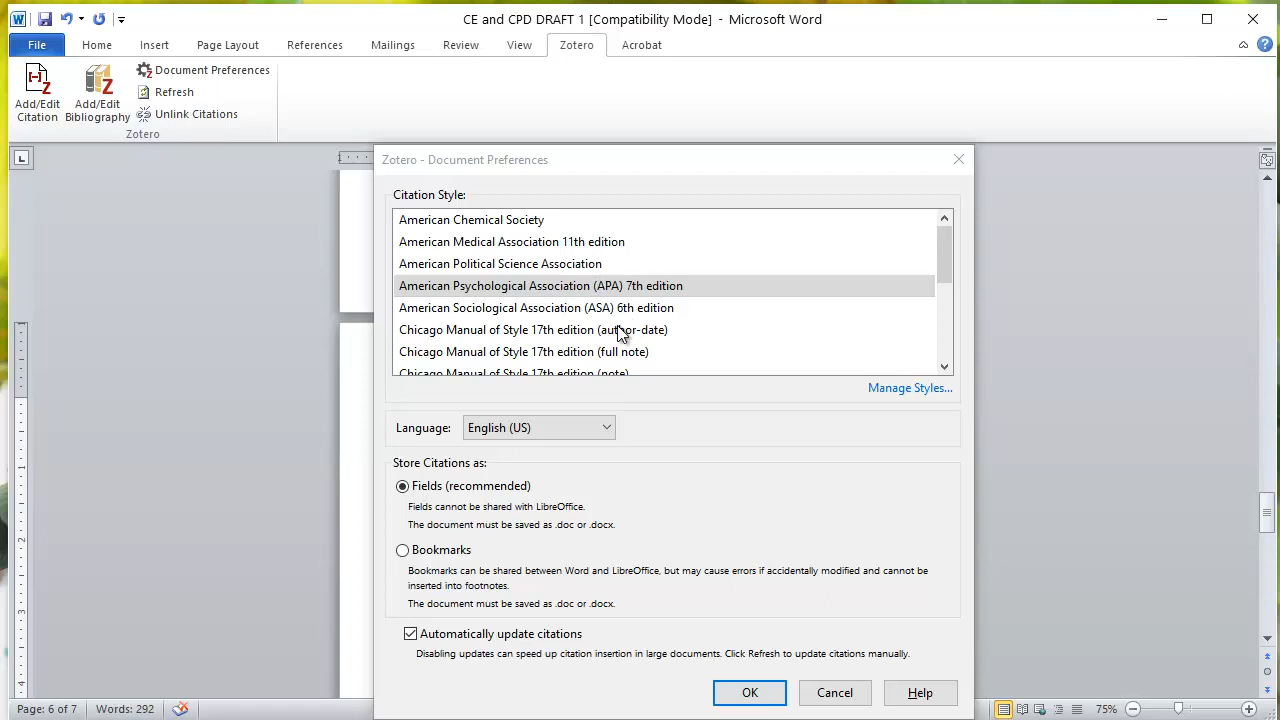 CE and CPD DRAFT 1 [Compatibility Mode] - Microsoft Word
File Home Insert Page Layout References Mailings Review View Zotero Acrobat
Add/Edit Citation
Add/Edit Bibliography
Document Preferences
Refresh
Unlink Citations
Zotero
Zotero - Document Preferences
Citation Style:
American Chemical Society
American Medical Association 11th edition
American Political Science Association
American Psychological Association (APA) 7th edition
American Sociological Association (ASA) 6th edition
Chicago Manual of Style 17th edition (author-date)
Chicago Manual of Style 17th edition (full note)
Chicago Manual of Style 17th edition (note)
Manage Styles...
Language: English (US)
Store Citations as:
Fields (recommended)
Fields cannot be shared with LibreOffice.
The document must be saved as .doc or .docx.
Bookmarks
Bookmarks can be shared between Word and LibreOffice, but may cause errors if accidentally modified and cannot be
inserted into footnotes.
The document must be saved as .doc or .docx.
Automatically update citations
Disabling updates can speed up citation insertion in large documents. Click Refresh to update citations manually.
OK Cancel Help
Page: 6 of 7 Words: 292 75%